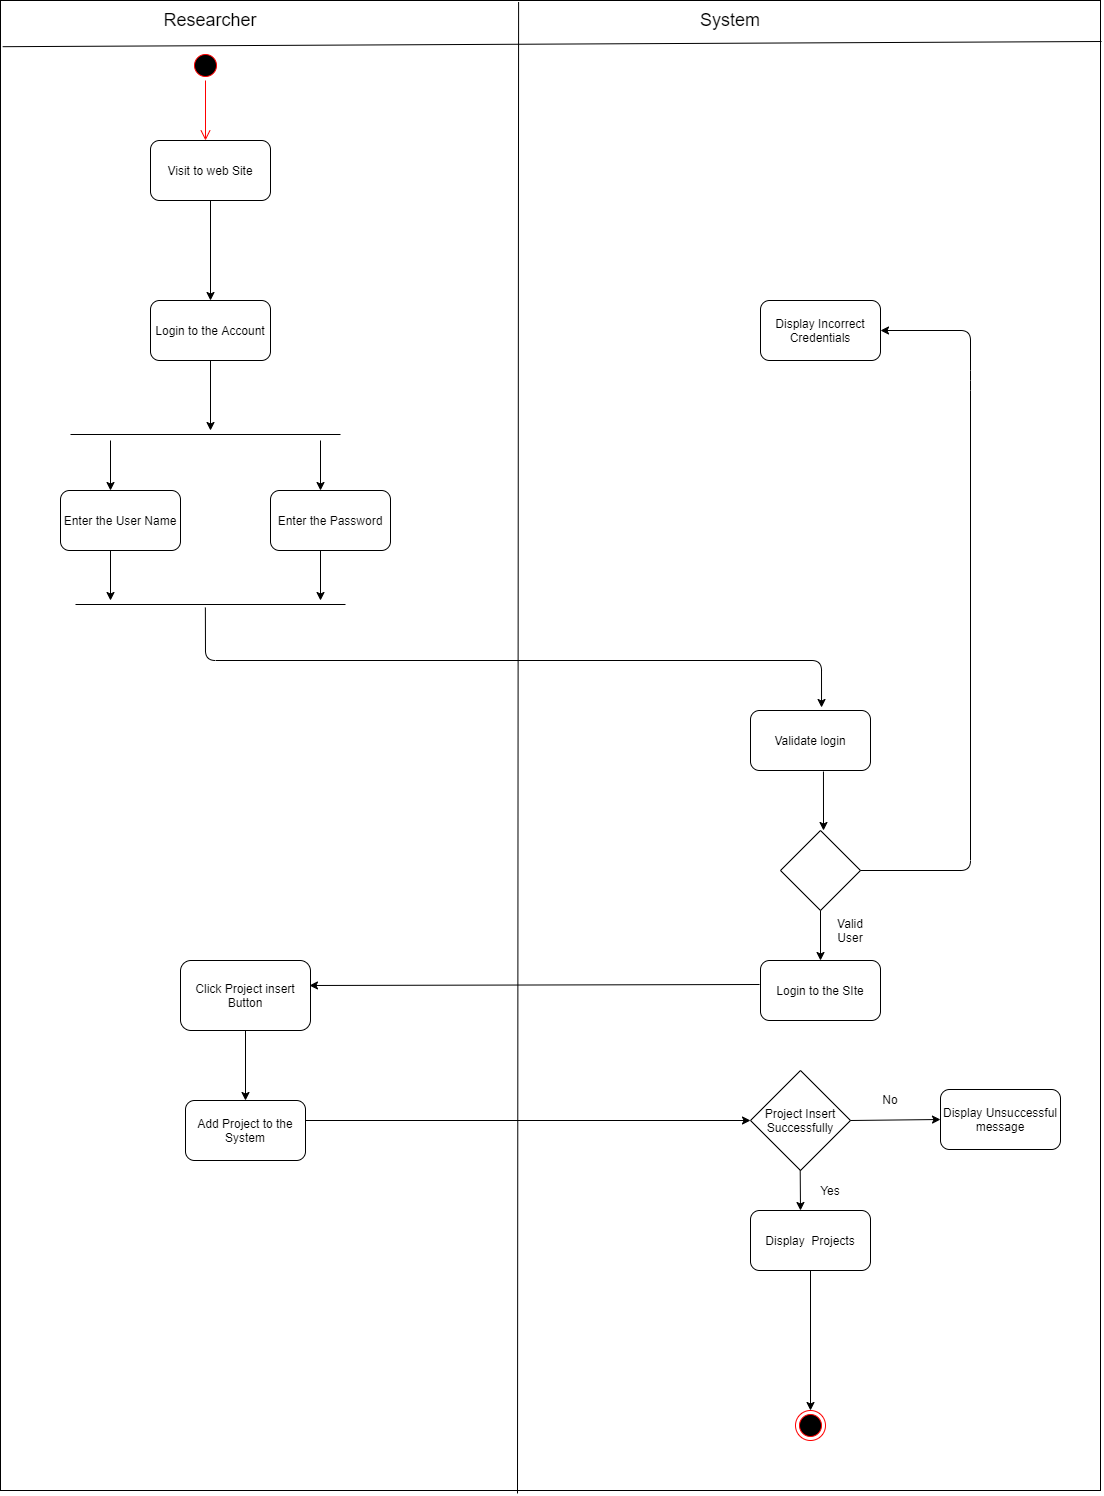 Researcher
System
Visit to web Site
Login to the Account
Display Incorrect
Credentials
Enter the User Name
Enter the Password
Validate login
Valid
User
Click Project insert
Button
Login to the SIte
Add Project to the
System
Project Insert
Successfully
No
Display Unsuccessful
message
Yes
Display  Projects